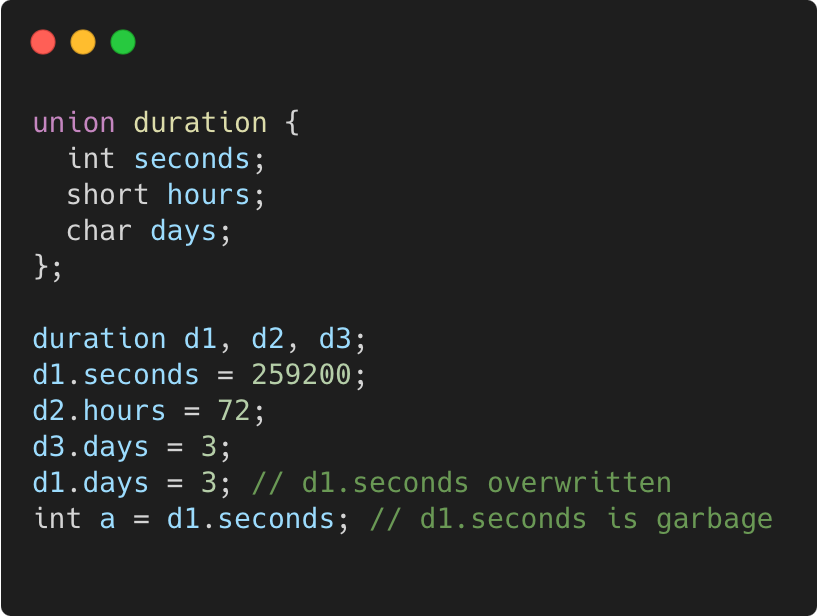 union duration {
  int seconds;
  short hours;
  char days;
};

duration d1, d2, d3;
d1.seconds = 259200;
d2.hours = 72;
d3.days = 3;
d1.days = 3; // d1.seconds overwritten
int a = d1.seconds; // d1.seconds is garbage